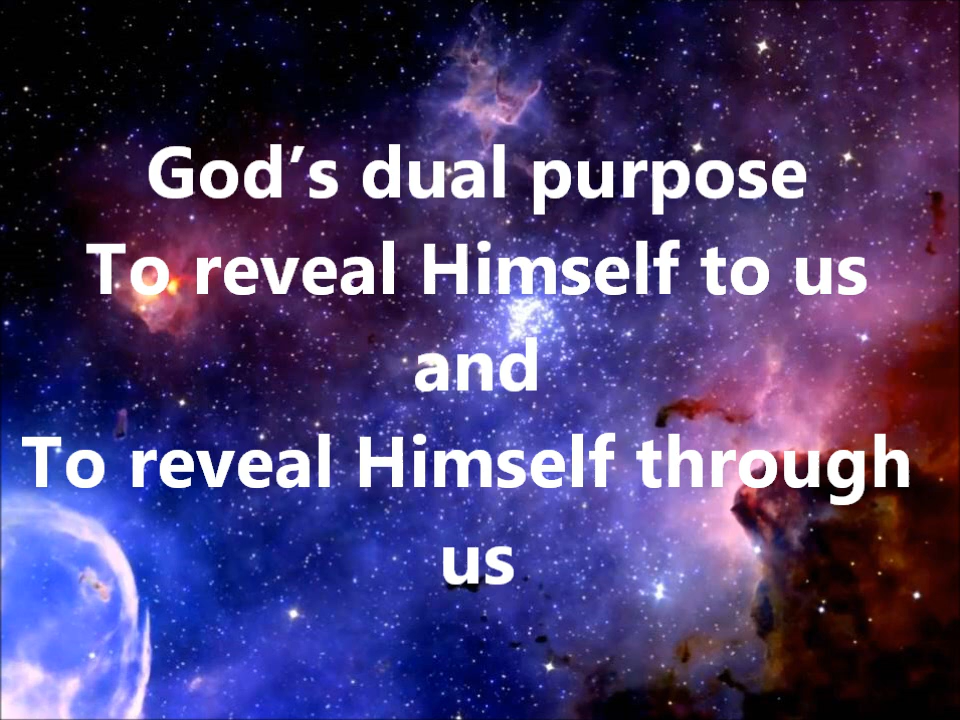 God’s dual purpose
To reveal Himself to us
and
To reveal Himself through
us